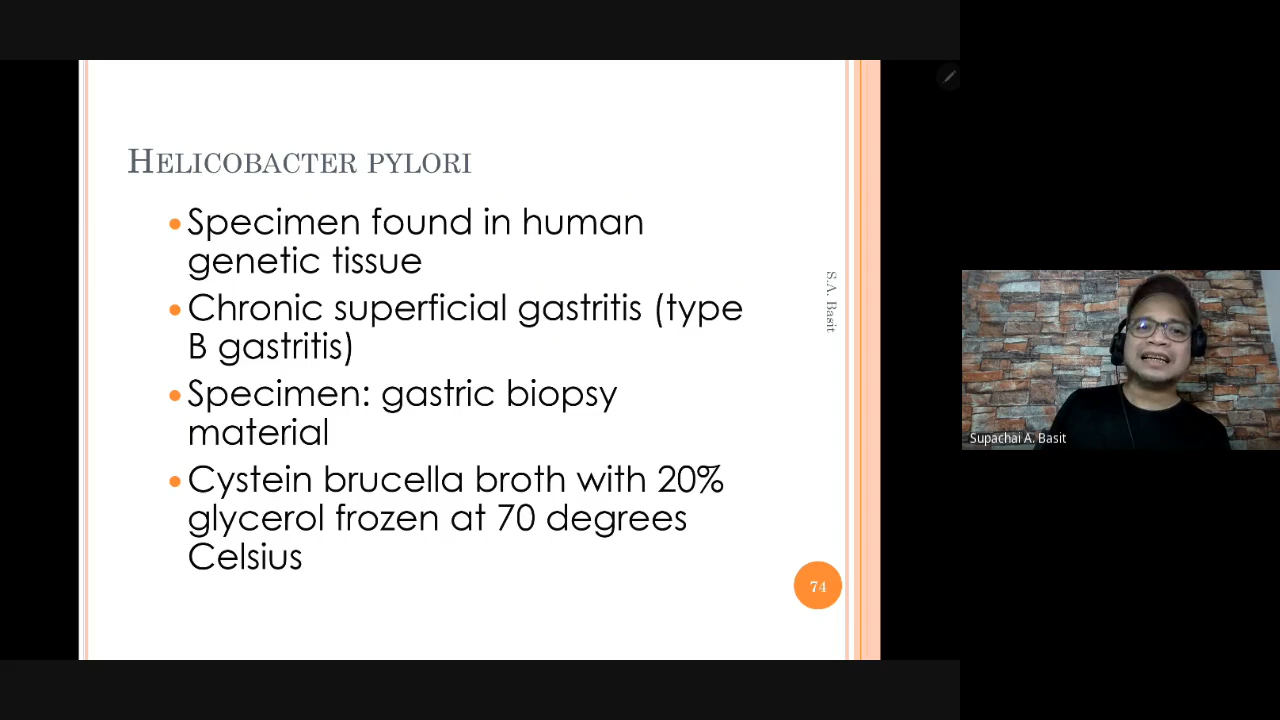 HELICOBACTER PYLORI
Specimen found in human
genetic tissue
Chronic superficial gastritis (type
B gastritis)
Specimen: gastric biopsy
material
Cystein brucella broth with 20%
glycerol frozen at 70 degrees
Celsius
S.A. Basit
74
Supachai A. Basit